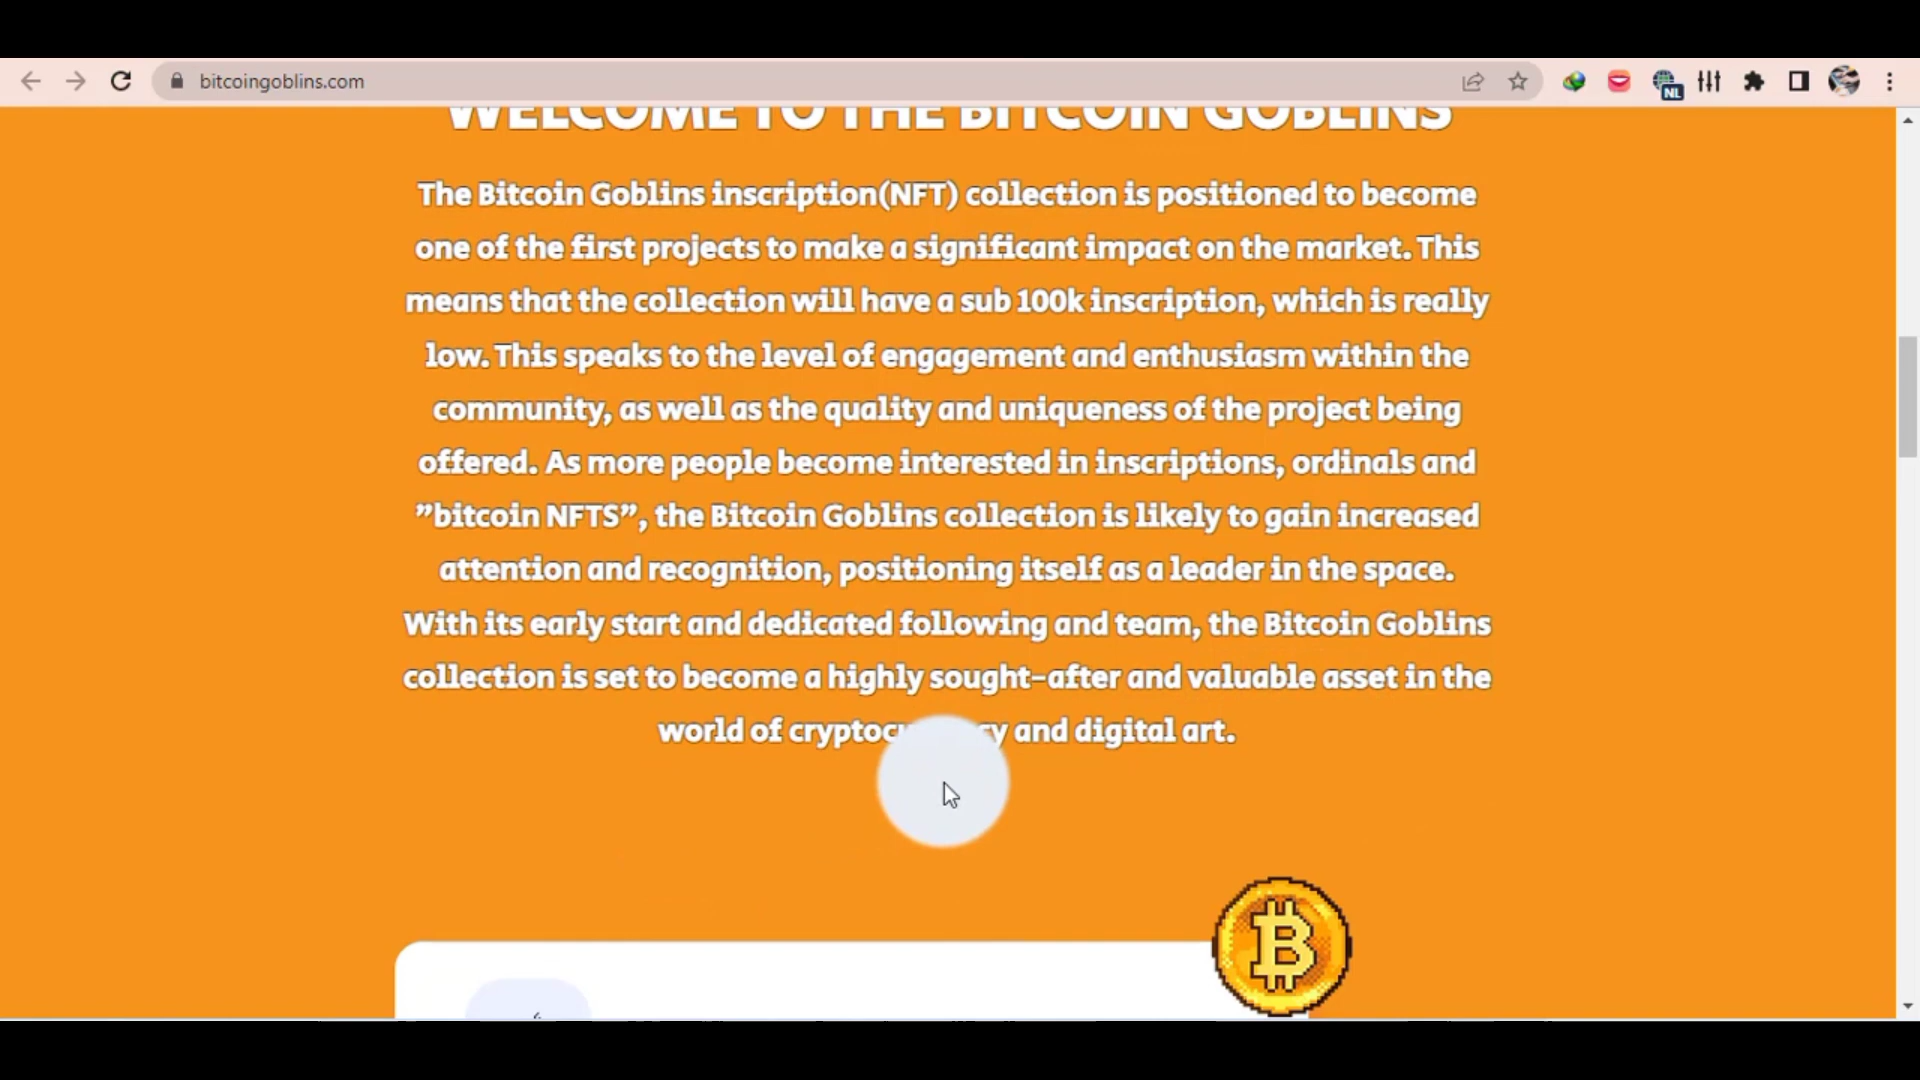 bitcoingoblins.com
NL
WELCOME TO THE BITCOIN GOBLINS
The Bitcoin Goblins inscription(NFT) collection is positioned to become
one of the first projects to make a significant impact on the market. This
means that the collection will have a sub 100k inscription, which is really
low. This speaks to the level of engagement and enthusiasm within the
community, as well as the quality and uniqueness of the project being
offered. As more people become interested in inscriptions, ordinals and
”bitcoin NFTS”, the Bitcoin Goblins collection is likely to gain increased
attention and recognition, positioning itself as a leader in the space.
With its early start and dedicated following and team, the Bitcoin Goblins
collection is set to become a highly sought-after and valuable asset in the
world of and digital art.